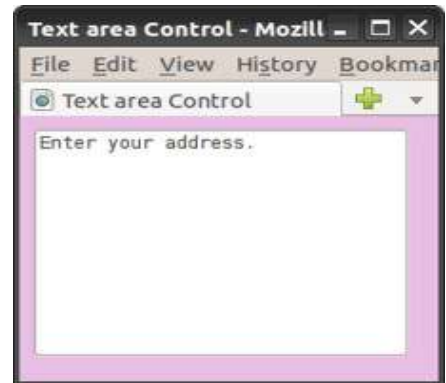 Text area Control - Mozill
File Edit View History Bookmar
Text area Control
Enter your address.